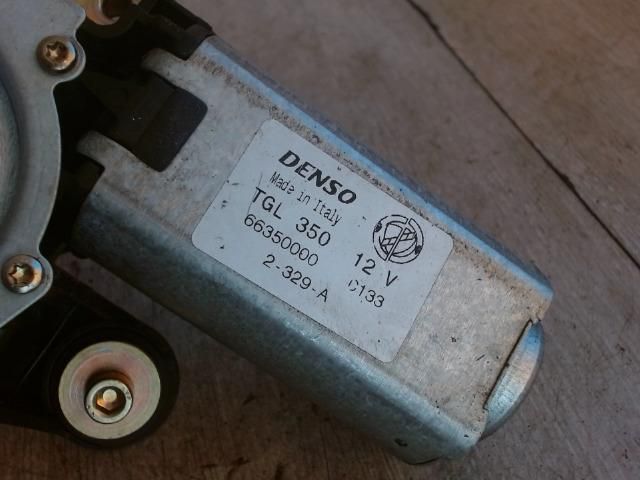 DENSO
Made in Italy
TGL 350 12 V
66350000 C133
2-329-A